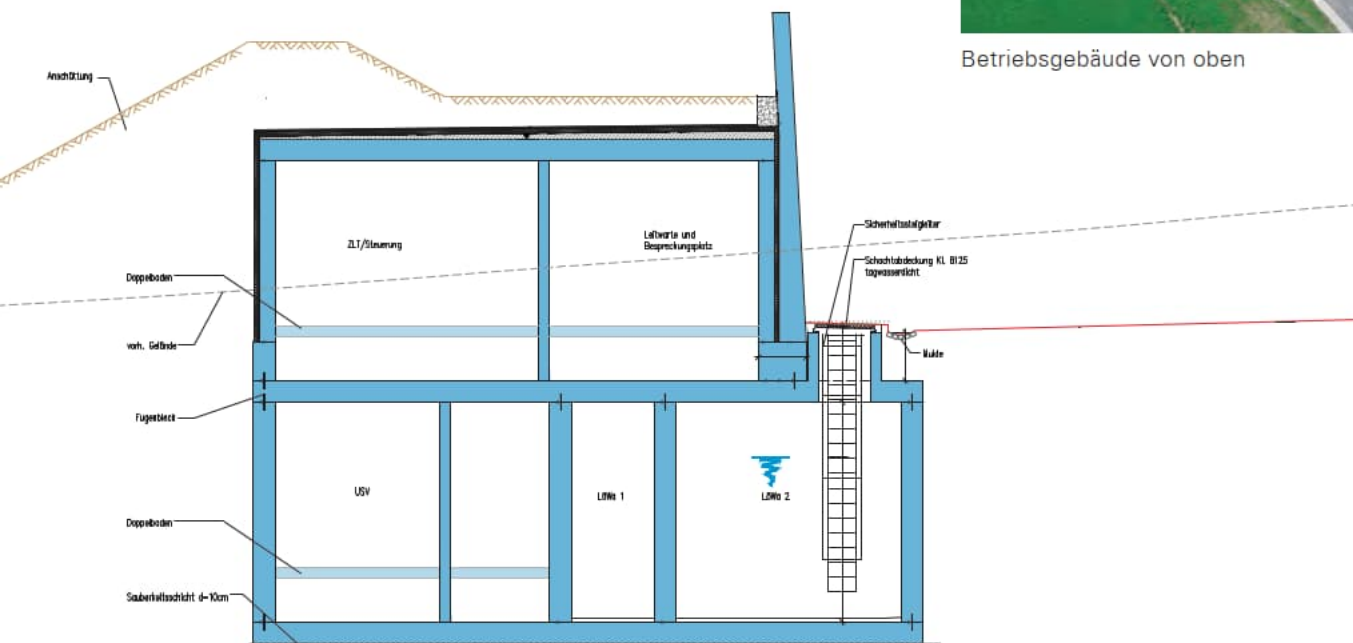 Betriebsgebäude von oben
Anschüttung
ZLT/Steuerung
Leitwarte und
Besprechungsplatz
Sicherheitssteigleiter
Schachtabdeckung Kl. B125
tagwasserdicht
Doppelboden
vorh. Gelände
Mulde
Fugenblech
USV
LöWa 1
LöWa 2
Doppelboden
Sauberkeitsschicht d=10cm